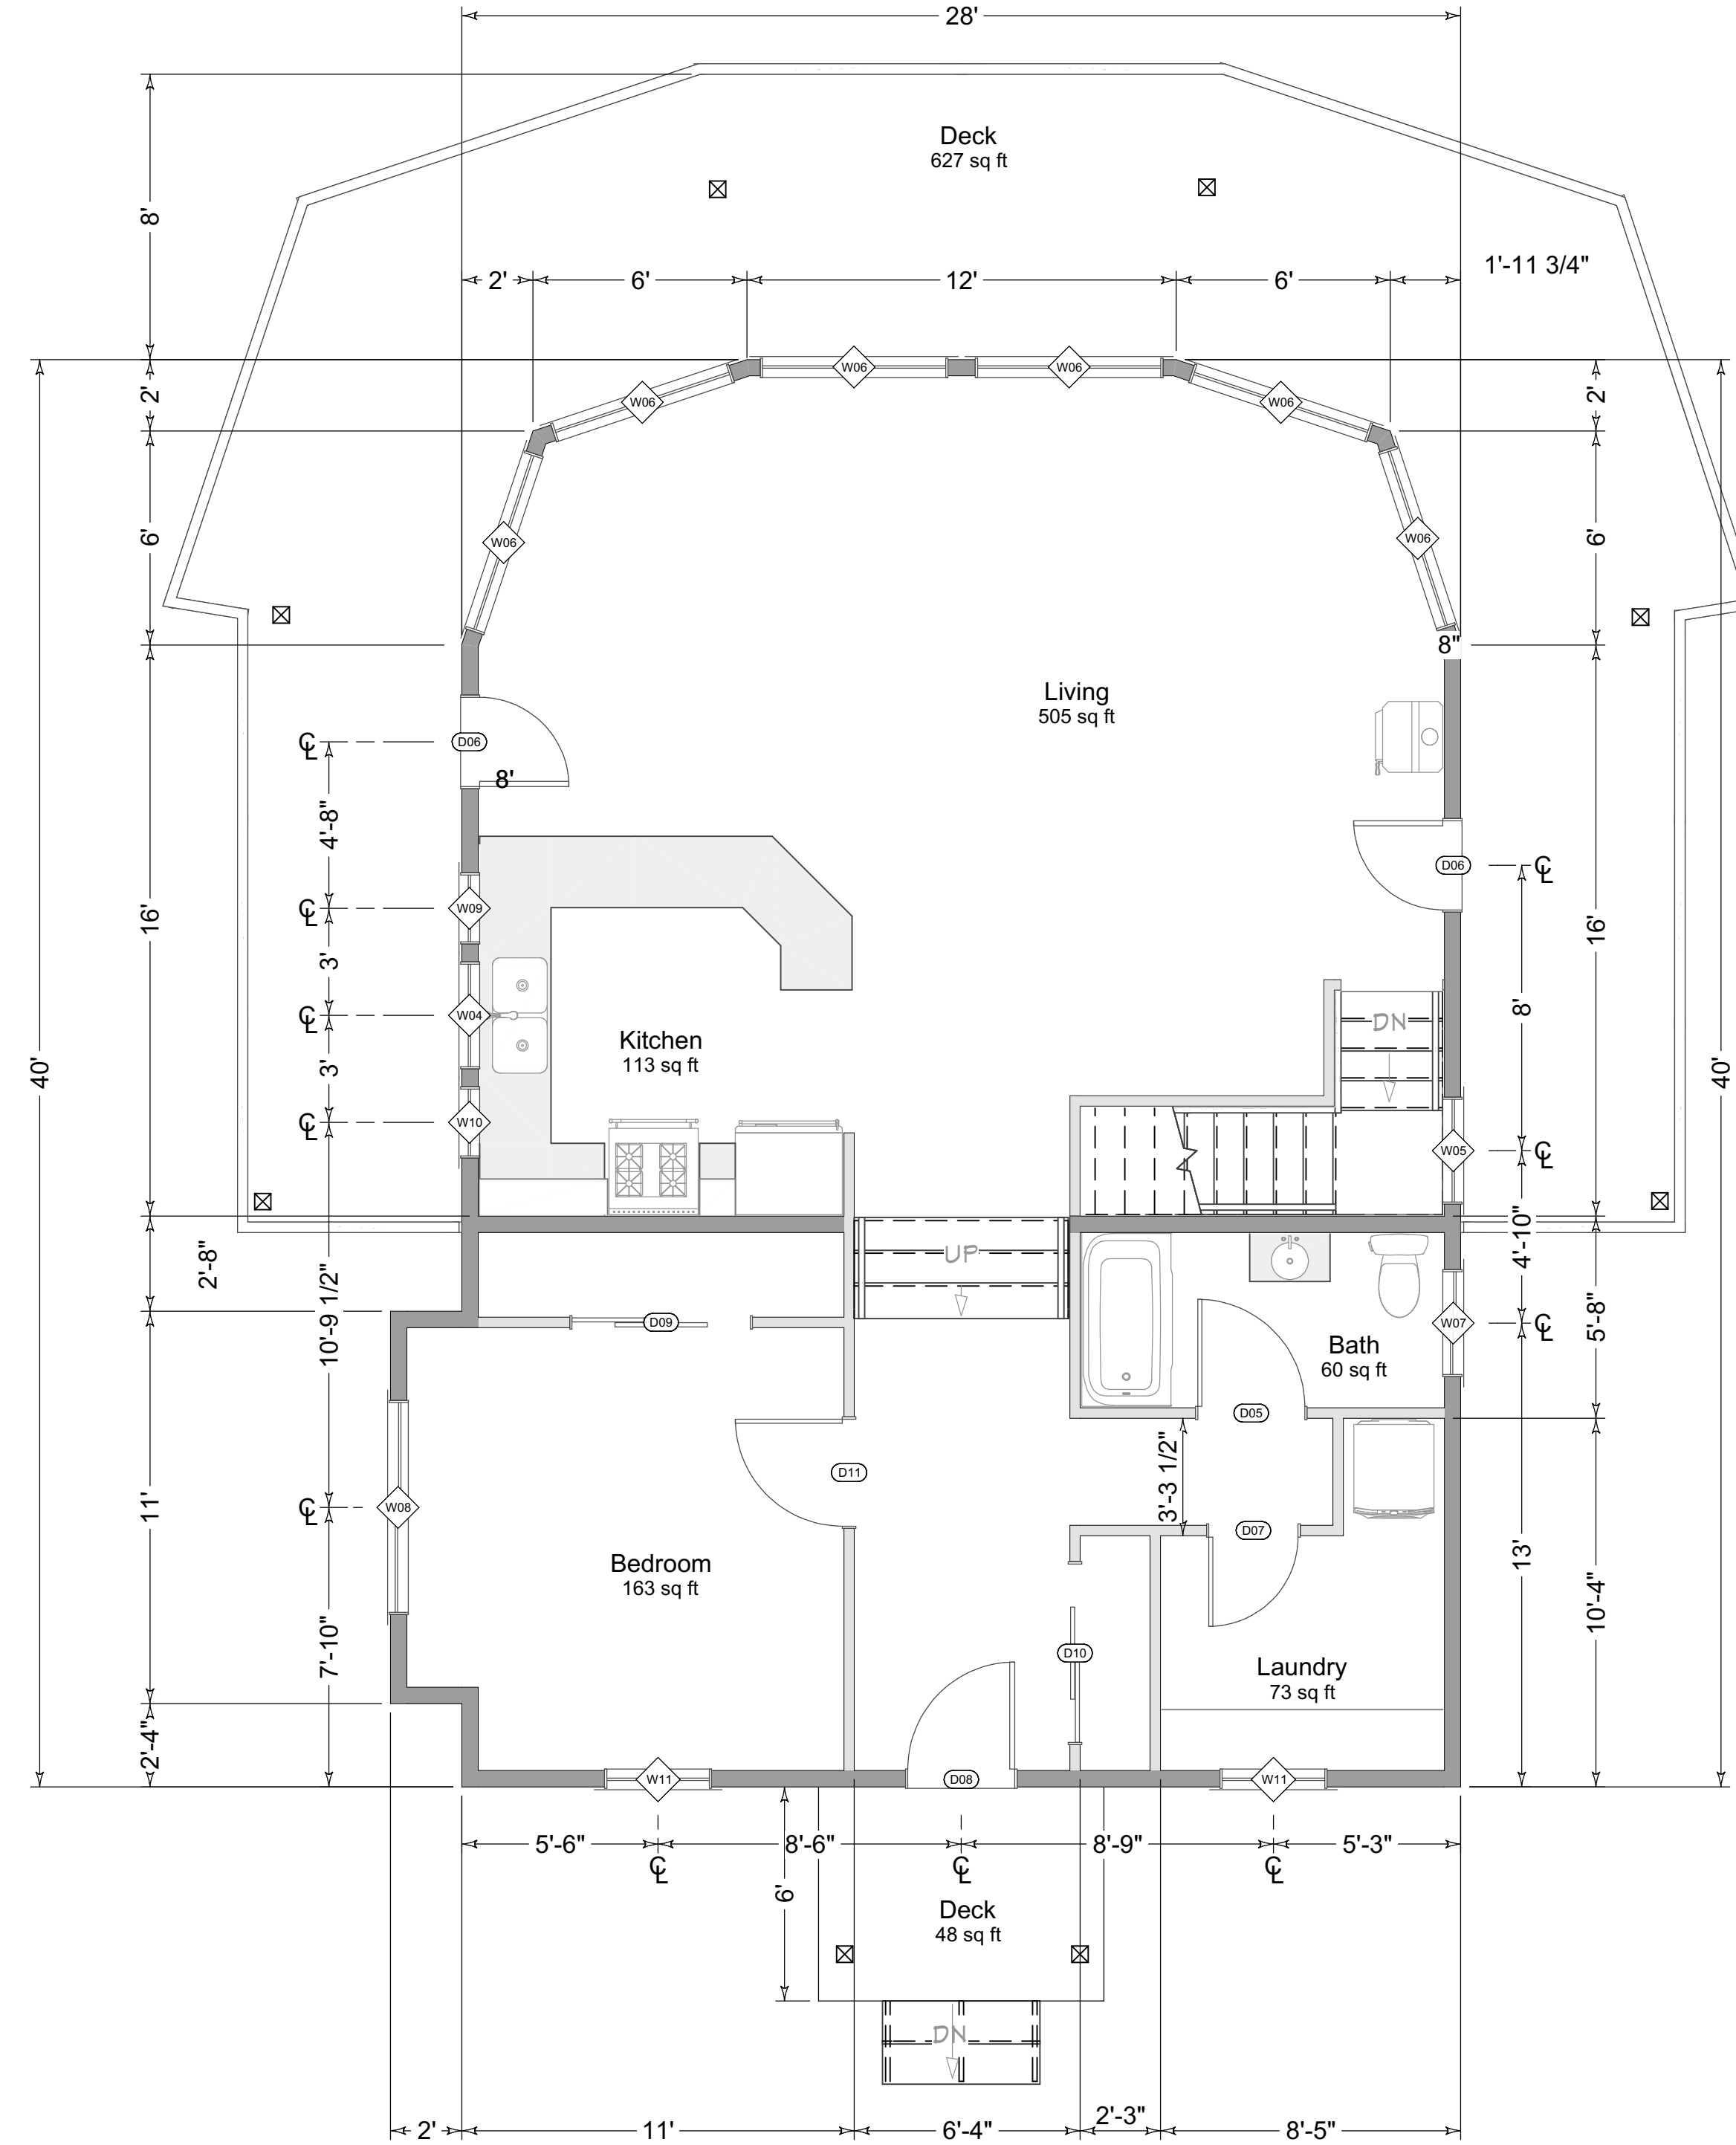 28'
Deck
627 sq ft
8'
1'-11 3/4"
2'
6'
12'
6'
W06
W06
W06
W06
2'
2'
6'
6'
W06
W06
8"
Living
505 sq ft
℄
D06
8'
4'-8"
D06
℄
℄
W09
16'
16'
3'
8'
℄
W04
DN
Kitchen
113 sq ft
40'
40'
3'
℄
W10
W05
℄
2'-8"
UP
4'-10"
10'-9 1/2"
D09
W07
℄
5'-8"
Bath
60 sq ft
D05
3'-3 1/2"
D11
11'
℄
W08
D07
13'
Bedroom
163 sq ft
10'-4"
7'-10"
D10
Laundry
73 sq ft
2'-4"
W11
D08
W11
5'-6"
8'-6"
8'-9"
5'-3"
℄
℄
℄
6'
Deck
48 sq ft
DN
2'
11'
6'-4"
2'-3"
8'-5"